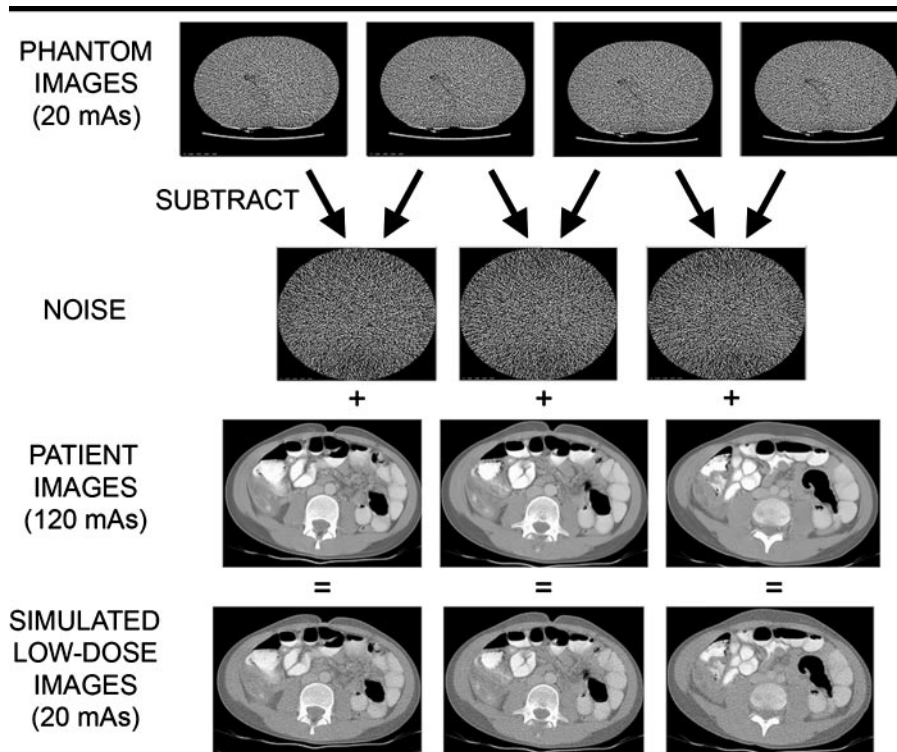 PHANTOM
IMAGES
(20 mAs)
SUBTRACT
NOISE
+ + +
PATIENT
IMAGES
(120 mAs)
= = =
SIMULATED
LOW-DOSE
IMAGES
(20 mAs)